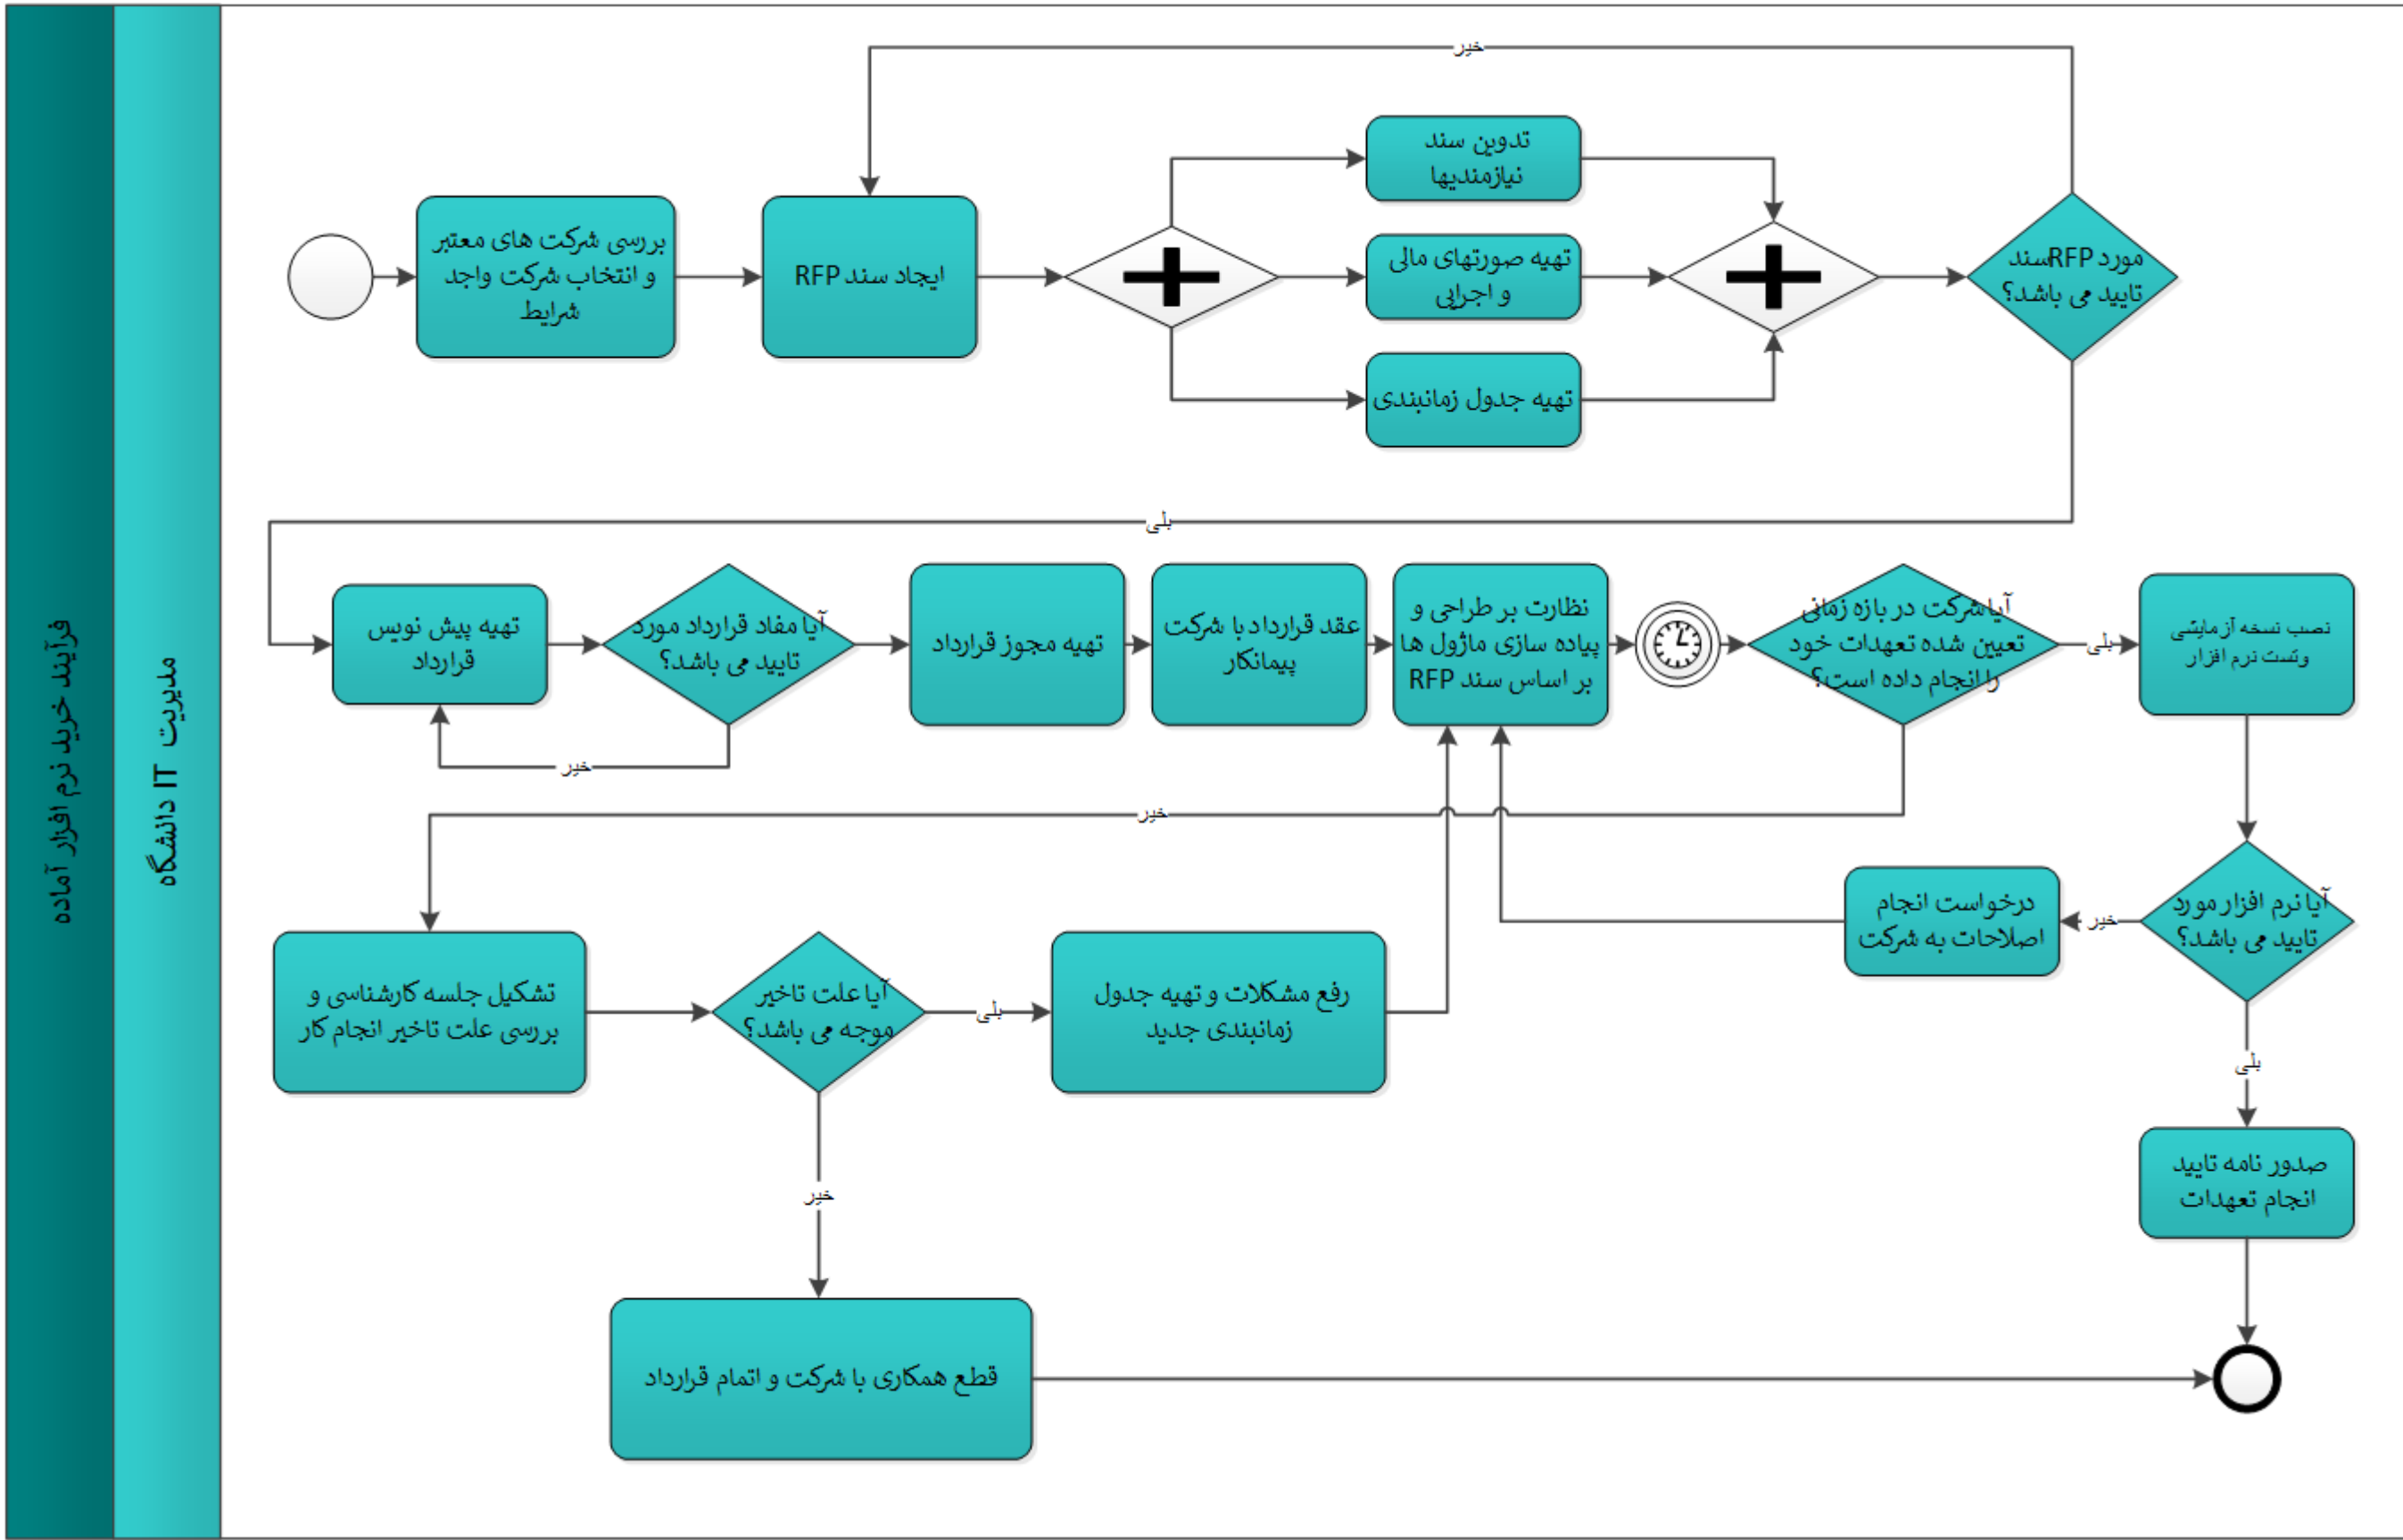 فرآیند خرید نرم افزار آماده
مدیریت IT دانشگاه
خیر
بررسی شرکت های معتبر
و انتخاب شرکت واجد
شرایط
ایجاد سند RFP
تدوین سند
نیازمندیها
تهیه صورتهای مالی
و اجرایی
تهیه جدول زمانبندی
سندRFP مورد
تایید می باشد؟
بلی
تهیه پیش نویس
قرارداد
آیا مفاد قرارداد مورد
تایید می باشد؟
خیر
تهیه مجوز قرارداد
عقد قرارداد با شرکت
پیمانکار
نظارت بر طراحی و
پیاده سازی ماژول ها
بر اساس سند RFP
آیا شرکت در بازه زمانی
تعیین شده تعهدات خود
را انجام داده است؟
بلی
نصب نسخه آزمایشی
وتست نرم افزار
خیر
آیا نرم افزار مورد
تایید می باشد؟
خیر
درخواست انجام
اصلاحات به شرکت
تشکیل جلسه کارشناسی و
بررسی علت تاخیر انجام کار
آیا علت تاخیر
موجه می باشد؟
بلی
رفع مشکلات و تهیه جدول
زمانبندی جدید
بلی
صدور نامه تایید
انجام تعهدات
خیر
قطع همکاری با شرکت و اتمام قرارداد